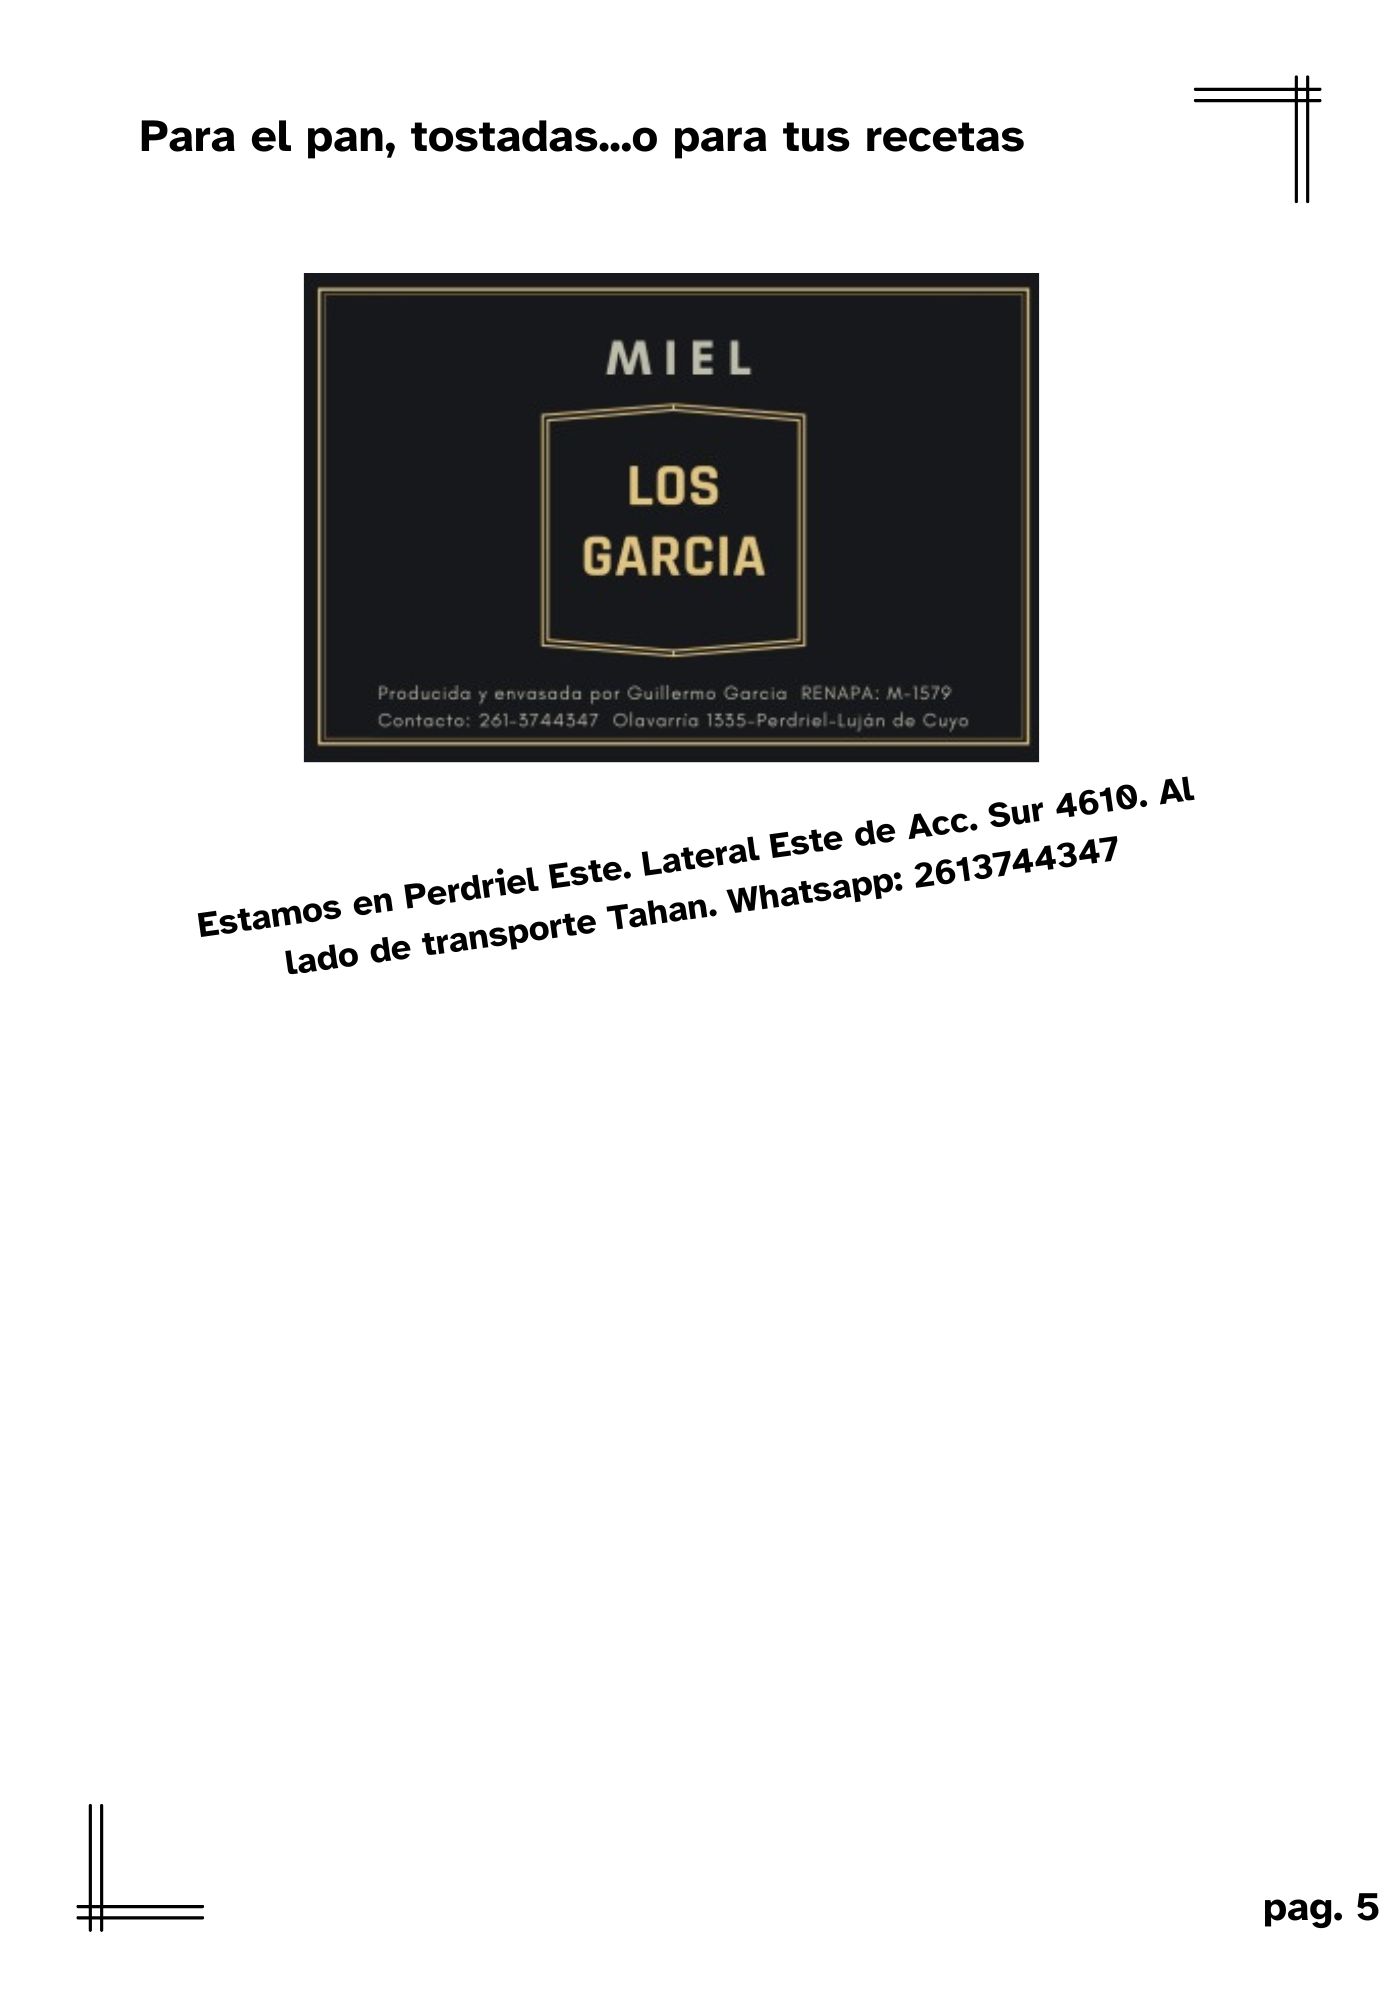 Para el pan, tostadas...o para tus recetas
MIEL
LOS
GARCIA
Producida y envasada por Guillermo Garcia RENAPA: M-1579
Contacto: 261-3744347 Olavarría 1335-Perdriel-Luján de Cuyo
Estamos en Perdriel Este. Lateral Este de Acc. Sur 4610. Al
lado de transporte Tahan. Whatsapp: 2613744347
pag. 5